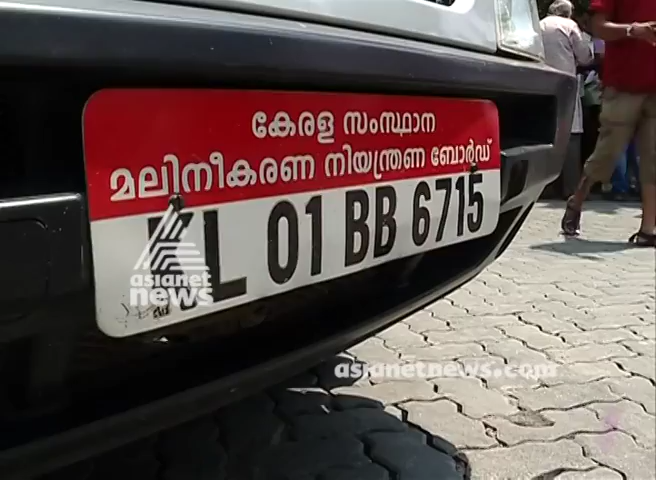 കേരള സംസ്ഥാന
മലിനീകരണ നിയന്ത്രണ ബോർഡ്
KL 01 BB 6715
asianet
news
asianetnews.com